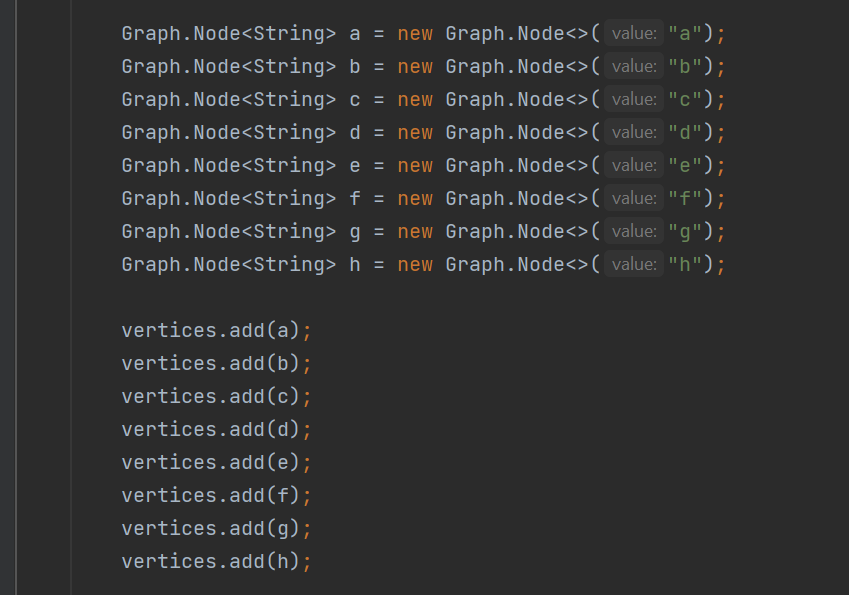 Graph.Node<String> a = new Graph.Node<>( value: "a");
Graph.Node<String> b = new Graph.Node<>( value: "b");
Graph.Node<String> c = new Graph.Node<>( value: "c");
Graph.Node<String> d = new Graph.Node<>( value: "d");
Graph.Node<String> e = new Graph.Node<>( value: "e");
Graph.Node<String> f = new Graph.Node<>( value: "f");
Graph.Node<String> g = new Graph.Node<>( value: "g");
Graph.Node<String> h = new Graph.Node<>( value: "h");
vertices.add(a);
vertices.add(b);
vertices.add(c);
vertices.add(d);
vertices.add(e);
vertices.add(f);
vertices.add(g);
vertices.add(h);